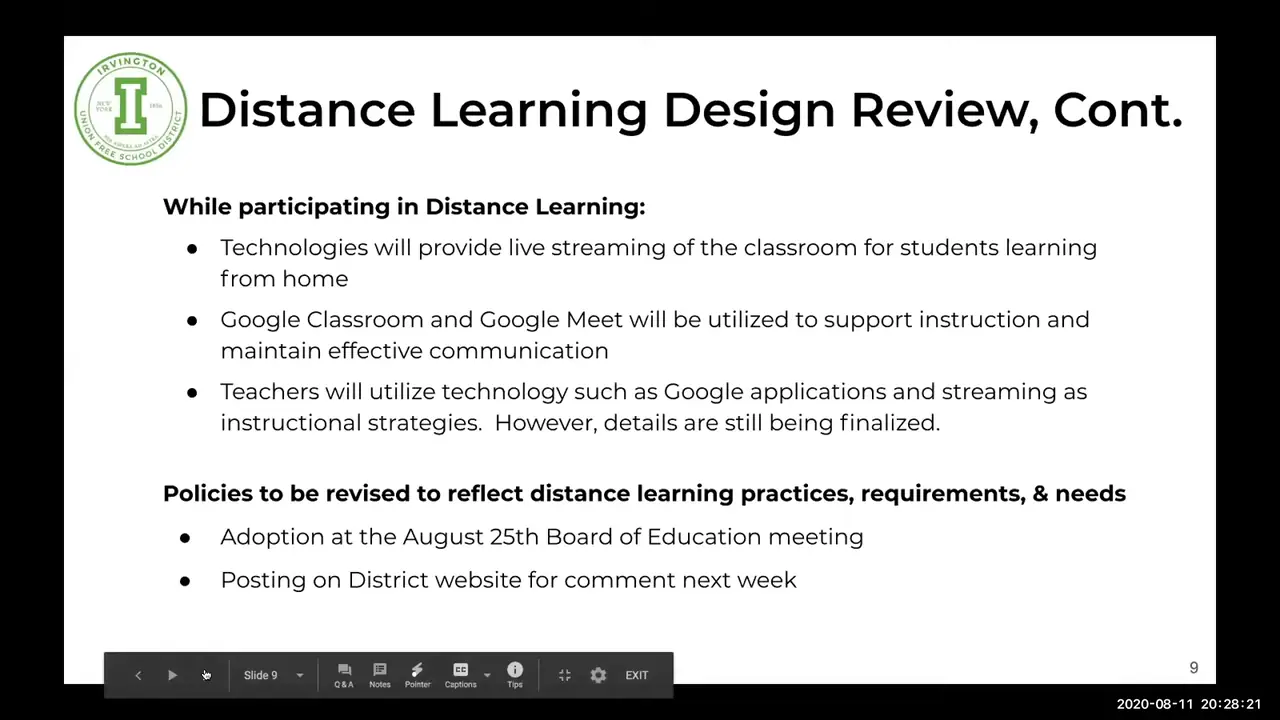 IRVINGTON
NEW YORK
1956
UNION FREE SCHOOL DISTRICT
Distance Learning Design Review, Cont.
While participating in Distance Learning:
● Technologies will provide live streaming of the classroom for students learning
from home
● Google Classroom and Google Meet will be utilized to support instruction and
maintain effective communication
● Teachers will utilize technology such as Google applications and streaming as
instructional strategies.  However, details are still being finalized.
Policies to be revised to reflect distance learning practices, requirements, & needs
● Adoption at the August 25th Board of Education meeting
● Posting on District website for comment next week
9
Slide 9
Q & A
Notes
Pointer
CC
Captions
Tips
EXIT
2020-08-11 20:28:21